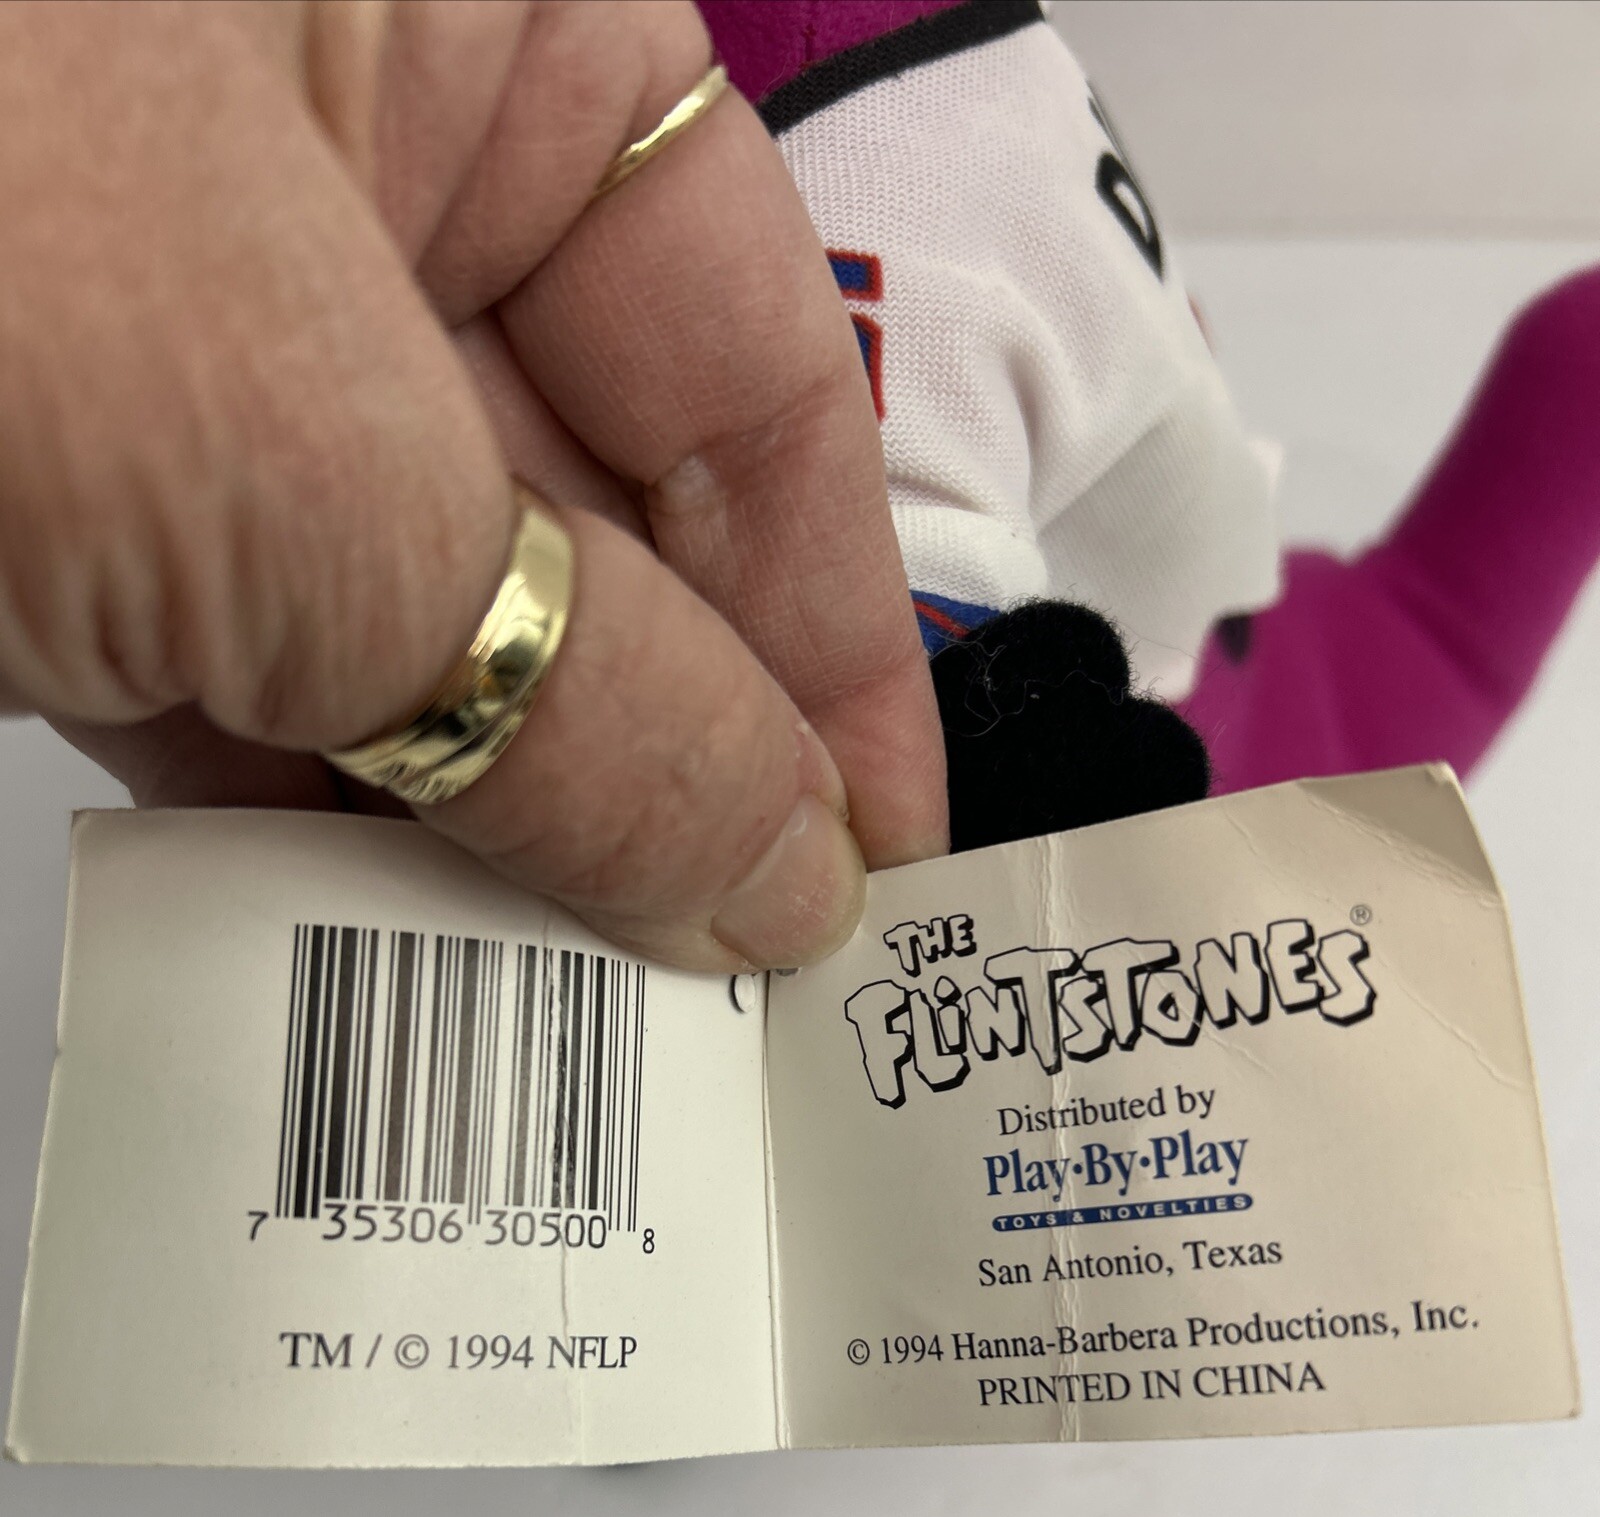 7 35306 30500 8
TM / © 1994 NFLP
THE
FLINTSTONES®
Distributed by
Play·By·Play
TOYS & NOVELTIES
San Antonio, Texas
© 1994 Hanna-Barbera Productions, Inc.
PRINTED IN CHINA